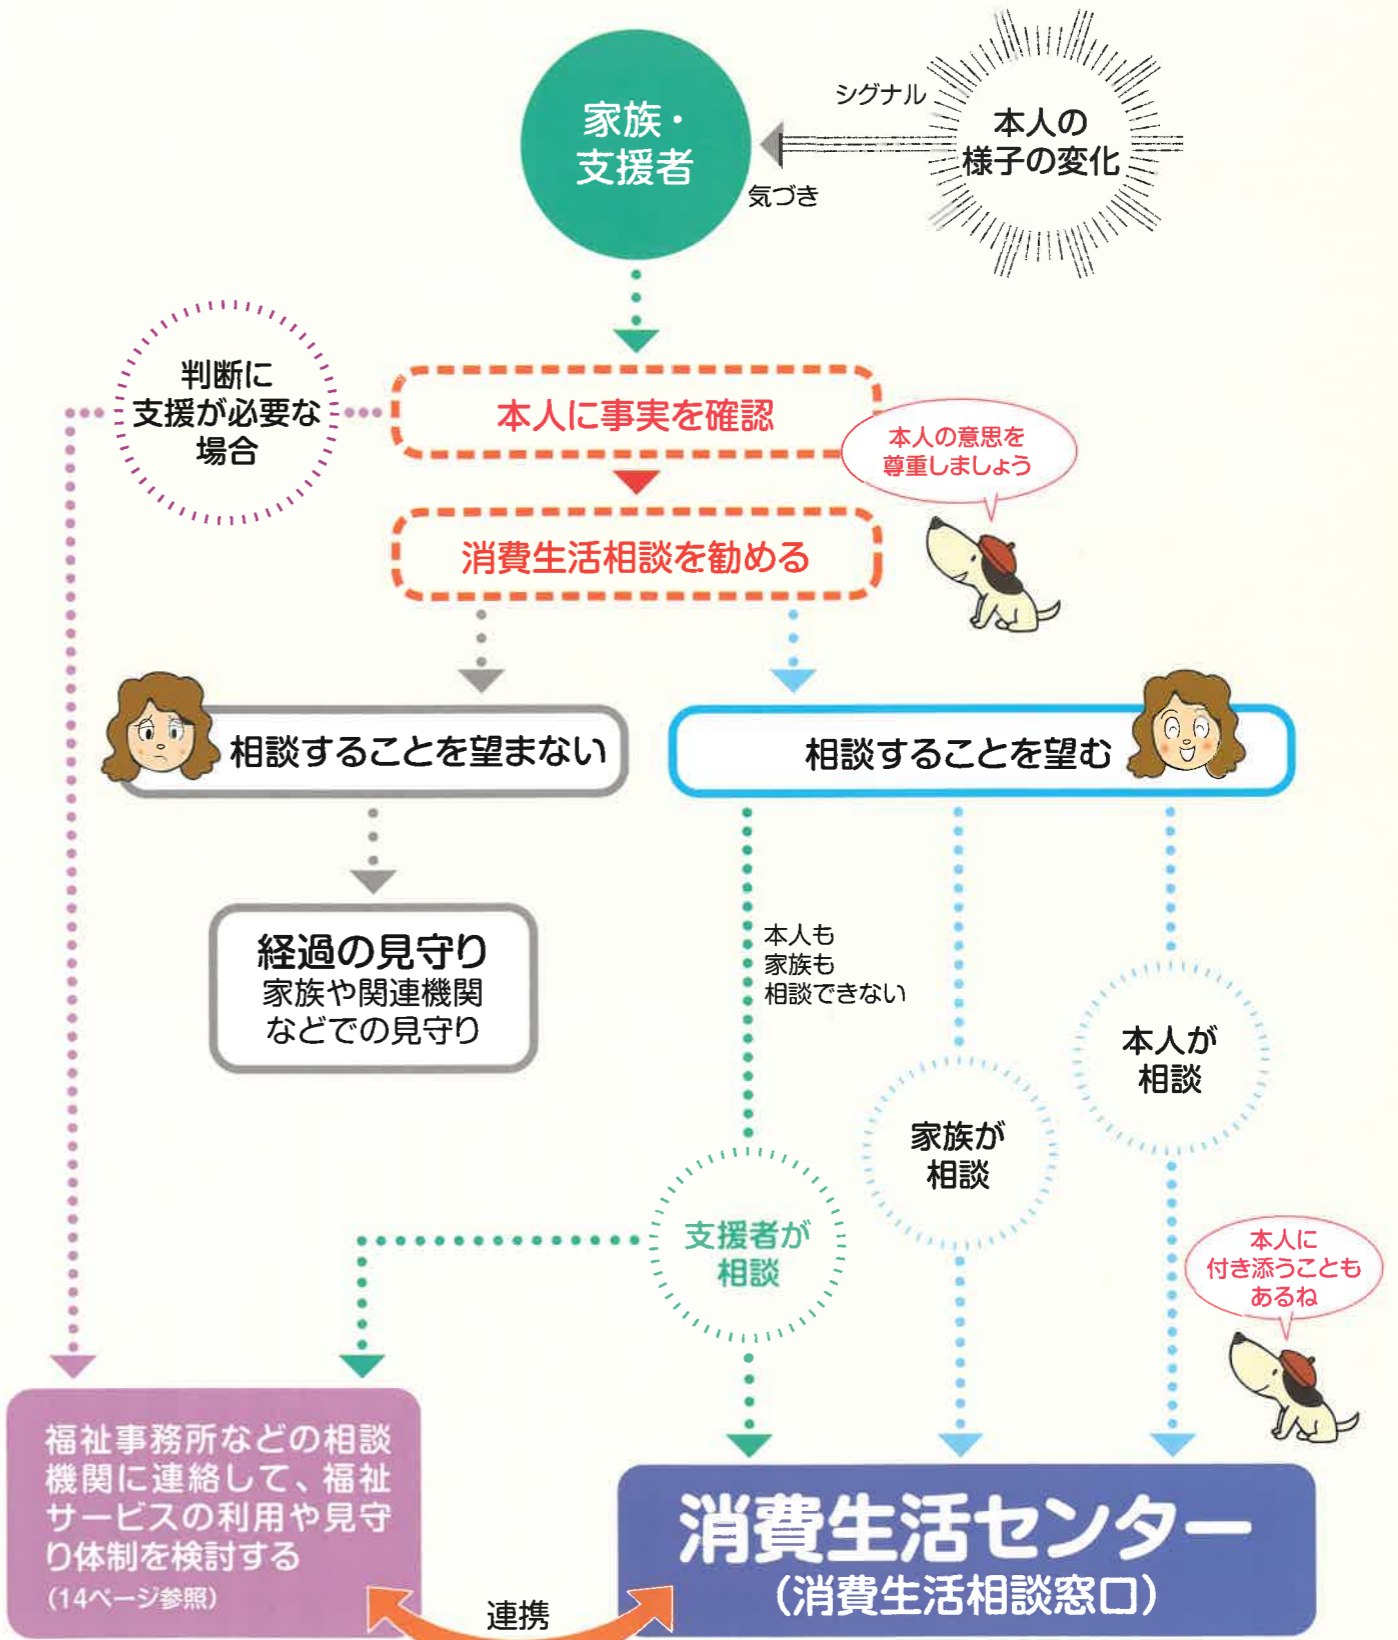 家族・
支援者
シグナル
気づき
本人の
様子の変化
判断に
支援が必要な
場合
本人に事実を確認
本人の意思を
尊重しましょう
消費生活相談を勧める
相談することを望まない
相談することを望む
経過の見守り
家族や関連機関
などでの見守り
本人も
家族も
相談できない
本人が
相談
家族が
相談
支援者が
相談
本人に
付き添うことも
あるね
福祉事務所などの相談
機関に連絡して、福祉
サービスの利用や見守
り体制を検討する
(14ページ参照)
連携
消費生活センター
(消費生活相談窓口)